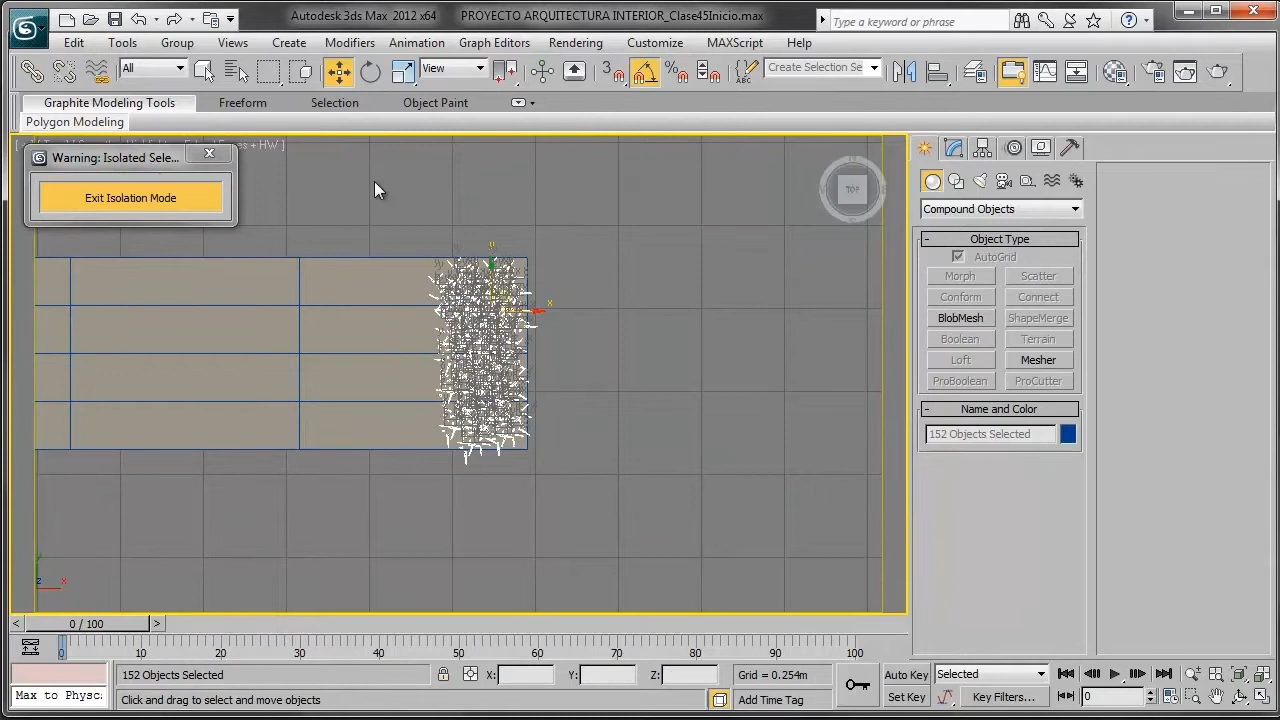 Autodesk 3ds Max 2012 x64 PROYECTO ARQUITECTURA INTERIOR_Clase45Inicio.max
Type a keyword or phrase
Edit Tools Group Views Create Modifiers Animation Graph Editors Rendering Customize MAXScript Help
All View 3 Create Selection Se
Graphite Modeling Tools Freeform Selection Object Paint
Polygon Modeling
+ HW ]
Warning: Isolated Sele...
Exit Isolation Mode
TOP
Compound Objects
- Object Type
AutoGrid
Morph Scatter
Conform Connect
BlobMesh ShapeMerge
Boolean Terrain
Loft Mesher
ProBoolean ProCutter
- Name and Color
152 Objects Selected
x
z x
< 0 / 100 >
0 10 20 30 40 50 60 70 80 90 100
152 Objects Selected X: Y: Z: Grid = 0.254m Auto Key Selected
Max to Physc: Click and drag to select and move objects Add Time Tag Set Key Key Filters... 0